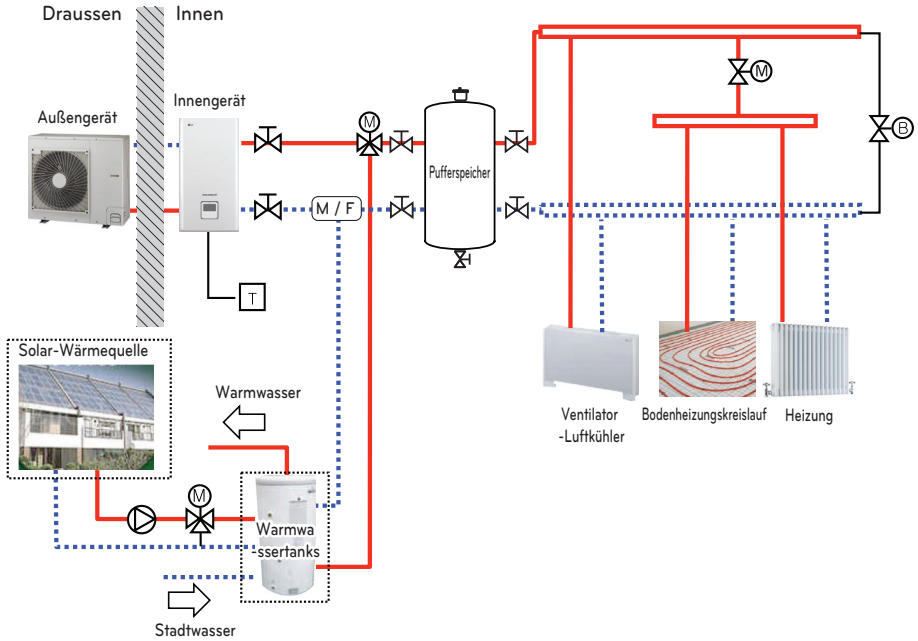 Draussen
Innen
Außengerät
Innengerät
M
Pufferspeicher
M
B
M / F
T
Solar-Wärmequelle
Warmwasser
M
Warmwa
-ssertanks
Stadtwasser
Ventilator
-Luftkühler
Bodenheizungskreislauf
Heizung